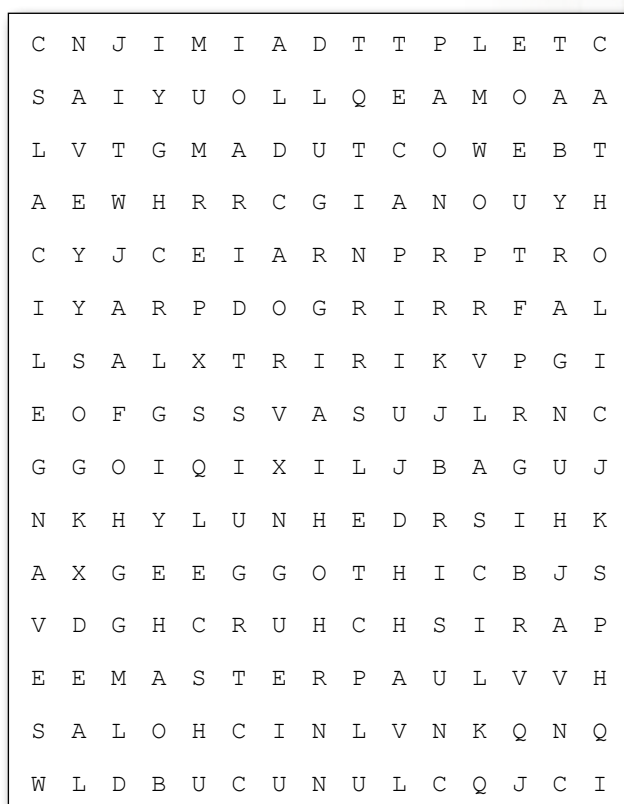 C N J I M I A D T T P L E T C
S A I Y U O L L Q E A M O A A
L V T G M A D U T C O W E B T
A E W H R R C G I A N O U Y H
C Y J C E I A R N P R P T R O
I Y A R P D O G R I R R F A L
L S A L X T R I R I K V P G I
E O F G S S V A S U J L R N C
G G O I Q I X I L J B A G U J
N K H Y L U N H E D R S I H K
A X G E E G G O T H I C B J S
V D G H C R U H C H S I R A P
E E M A S T E R P A U L V V H
S A L O H C I N L V N K Q N Q
W L D B U C U N U L C Q J C I